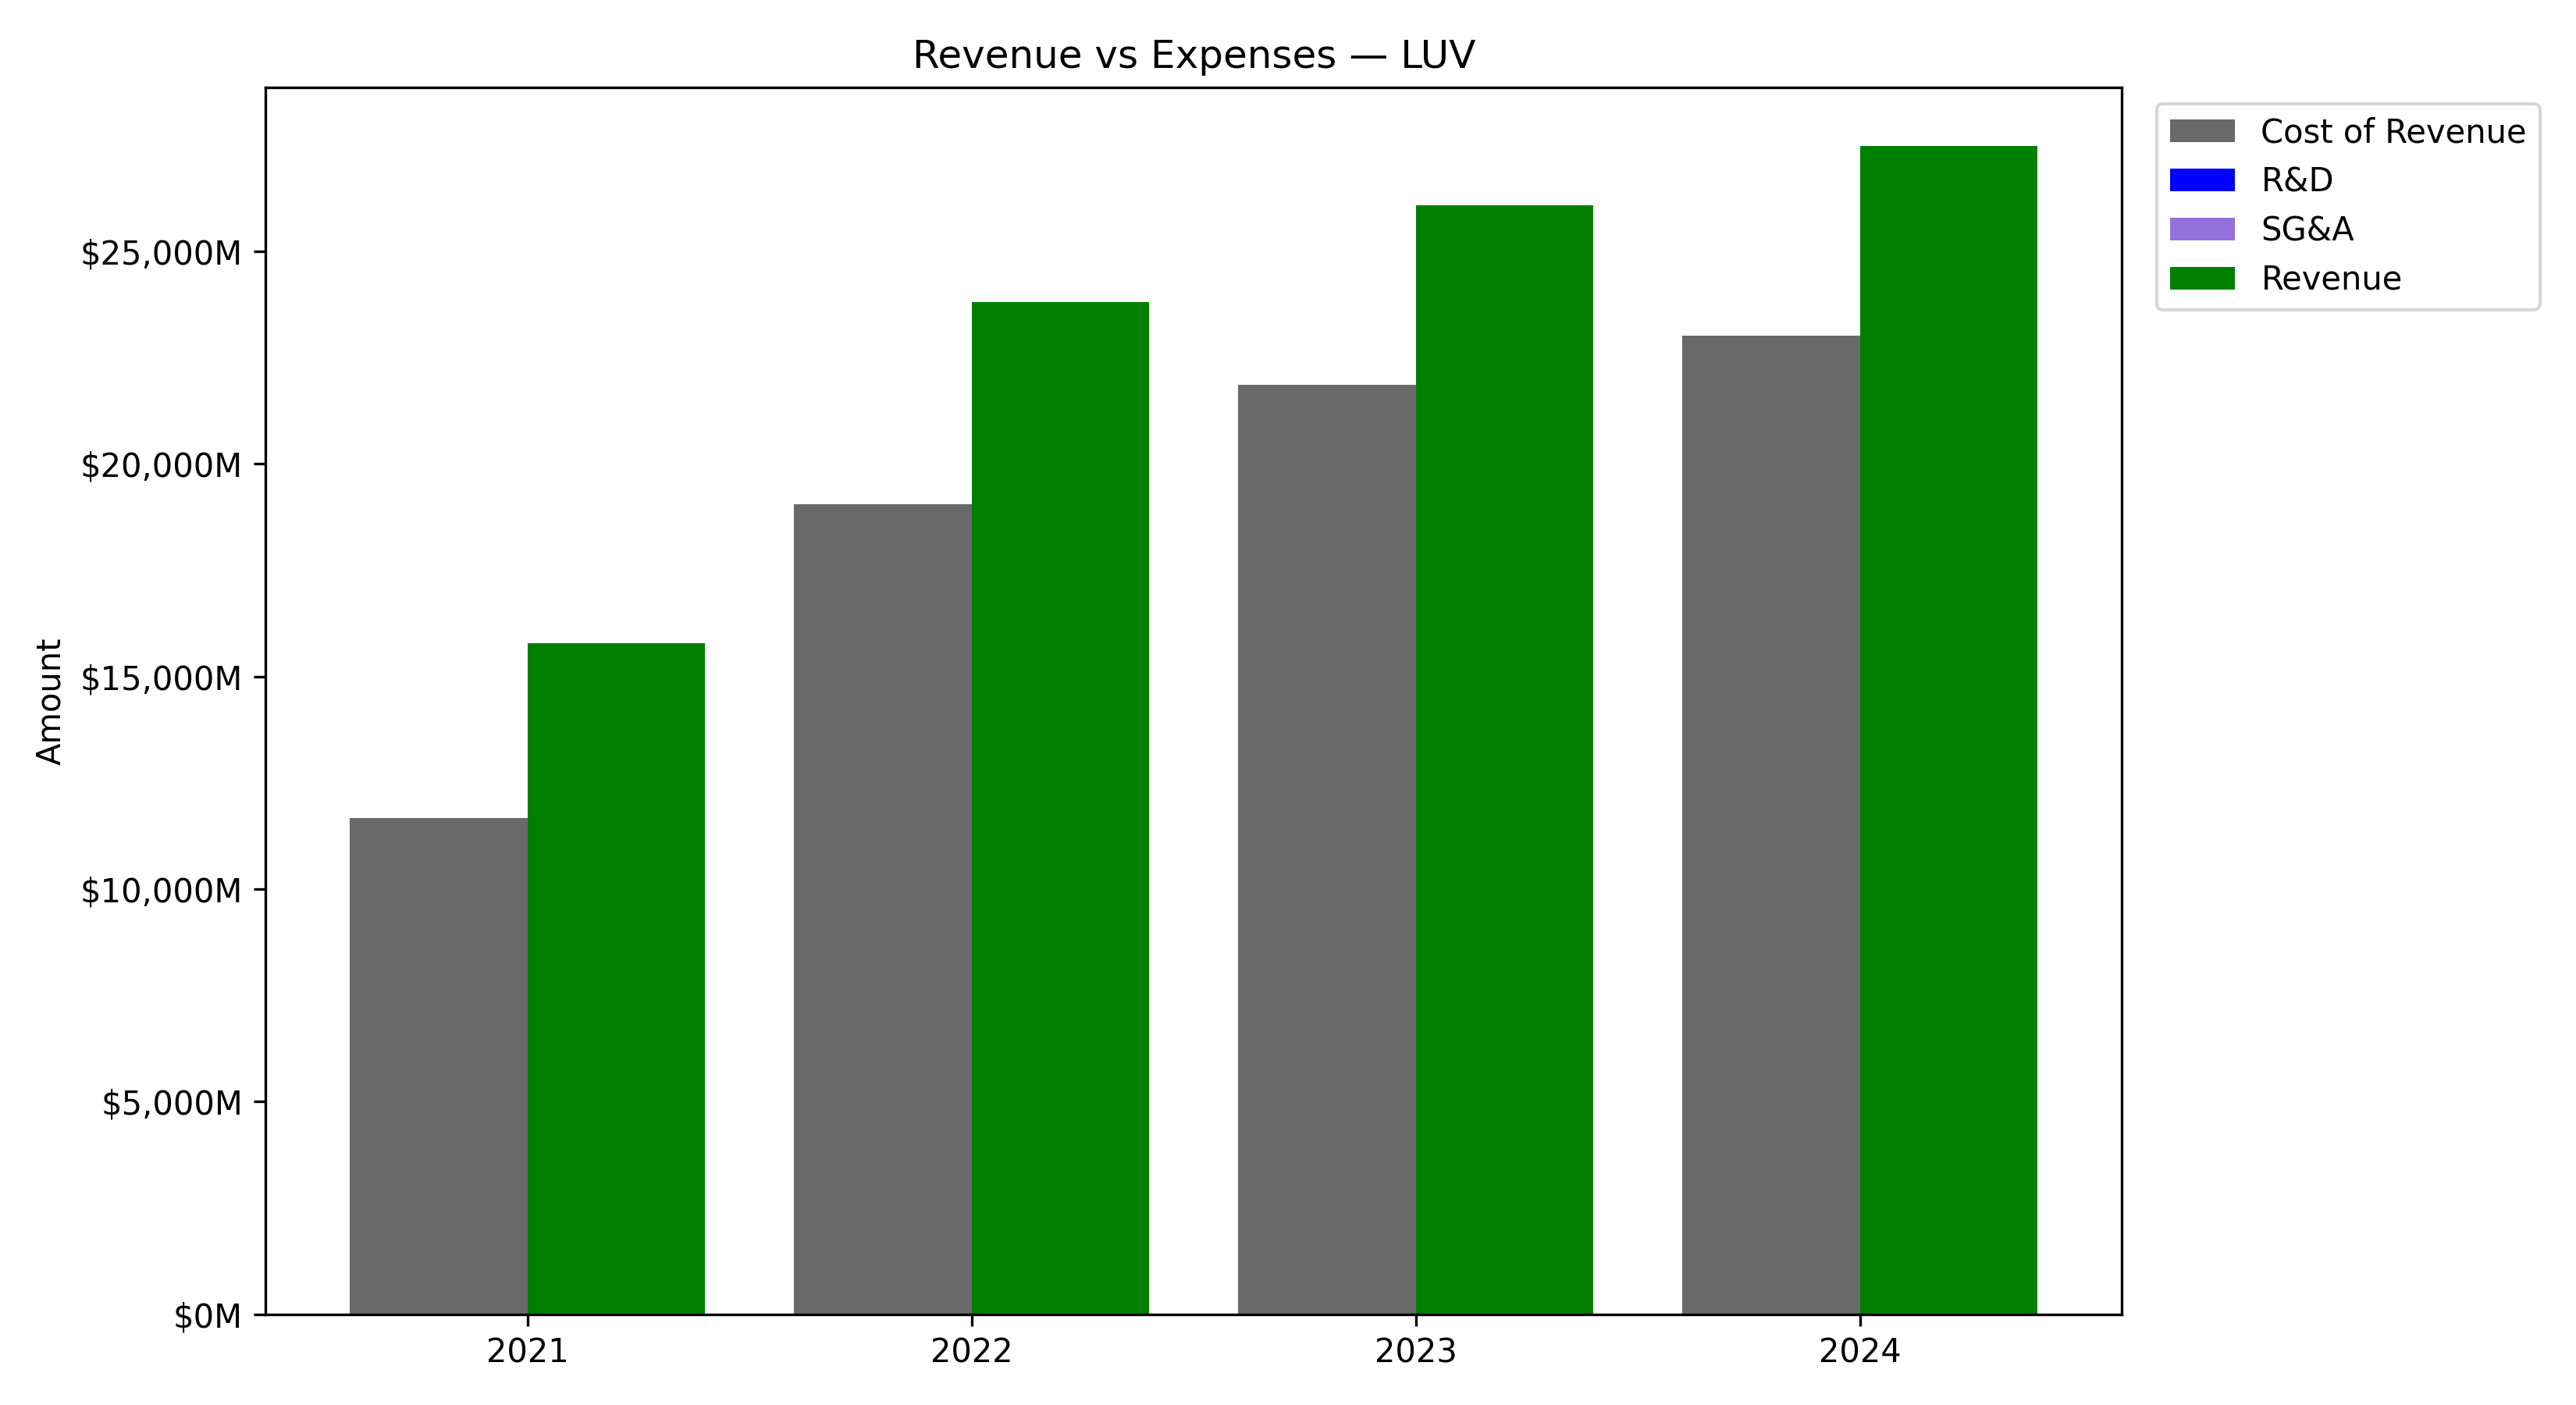 Revenue vs Expenses — LUV
Cost of Revenue
R&D
SG&A
Revenue
Amount
$25,000M
$20,000M
$15,000M
$10,000M
$5,000M
$0M
2021 2022 2023 2024